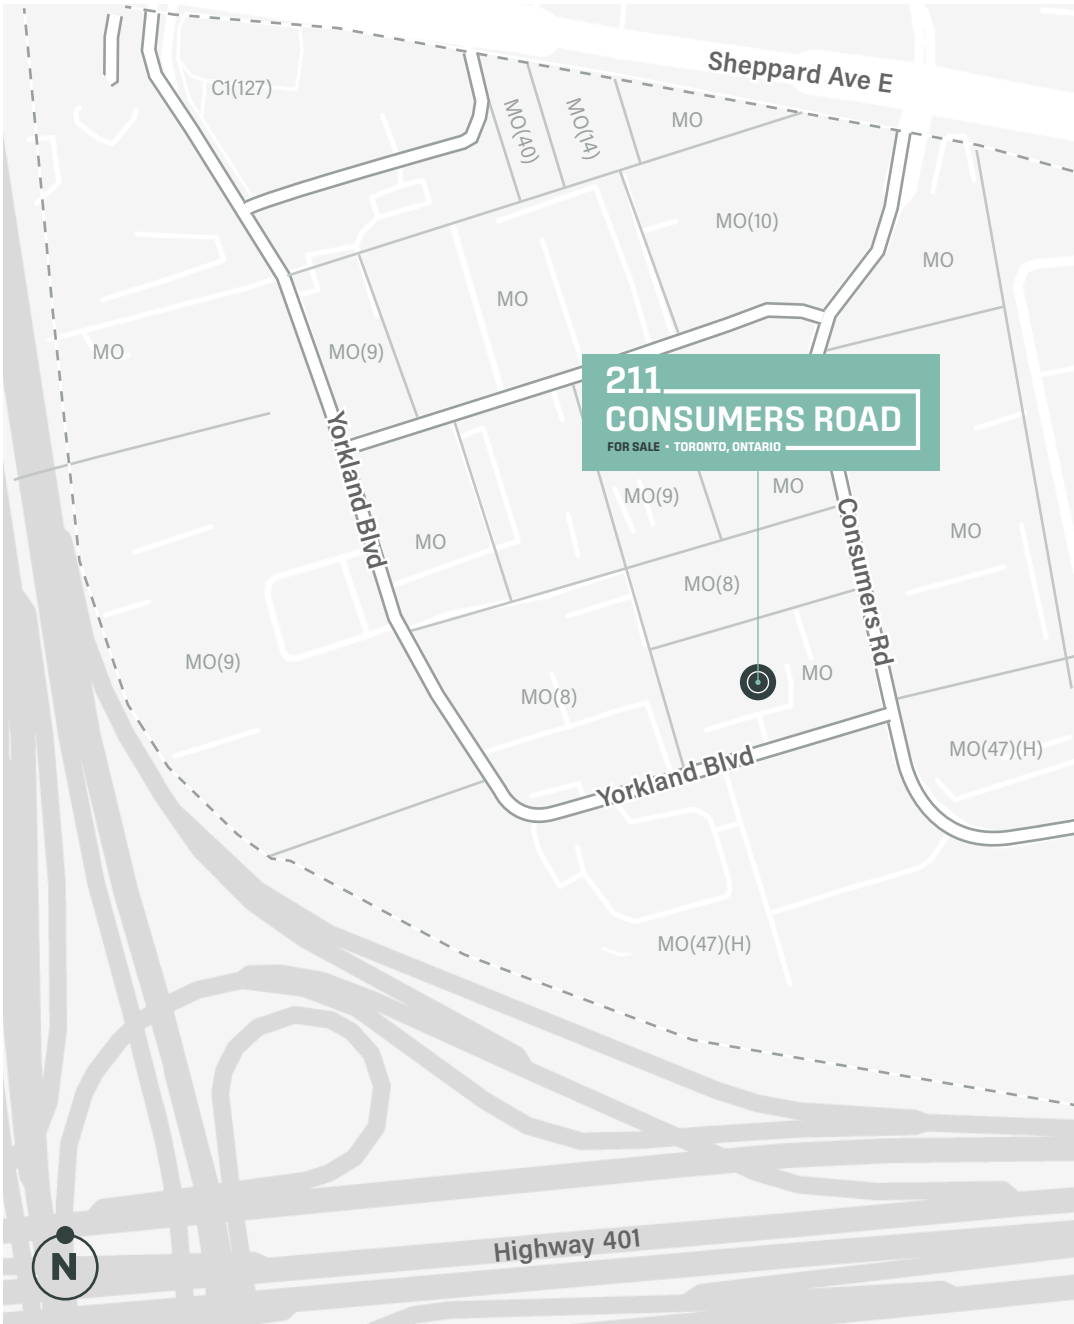 Sheppard Ave E
C1(127)
MO(40)
MO(14)
MO
MO(10)
MO
MO
MO
MO(9)
211
CONSUMERS ROAD
FOR SALE • TORONTO, ONTARIO
Yorkland Blvd
MO(9)
MO
Consumers Rd
MO
MO
MO(8)
MO(9)
MO(8)
MO
MO(47)(H)
Yorkland Blvd
MO(47)(H)
Highway 401
N